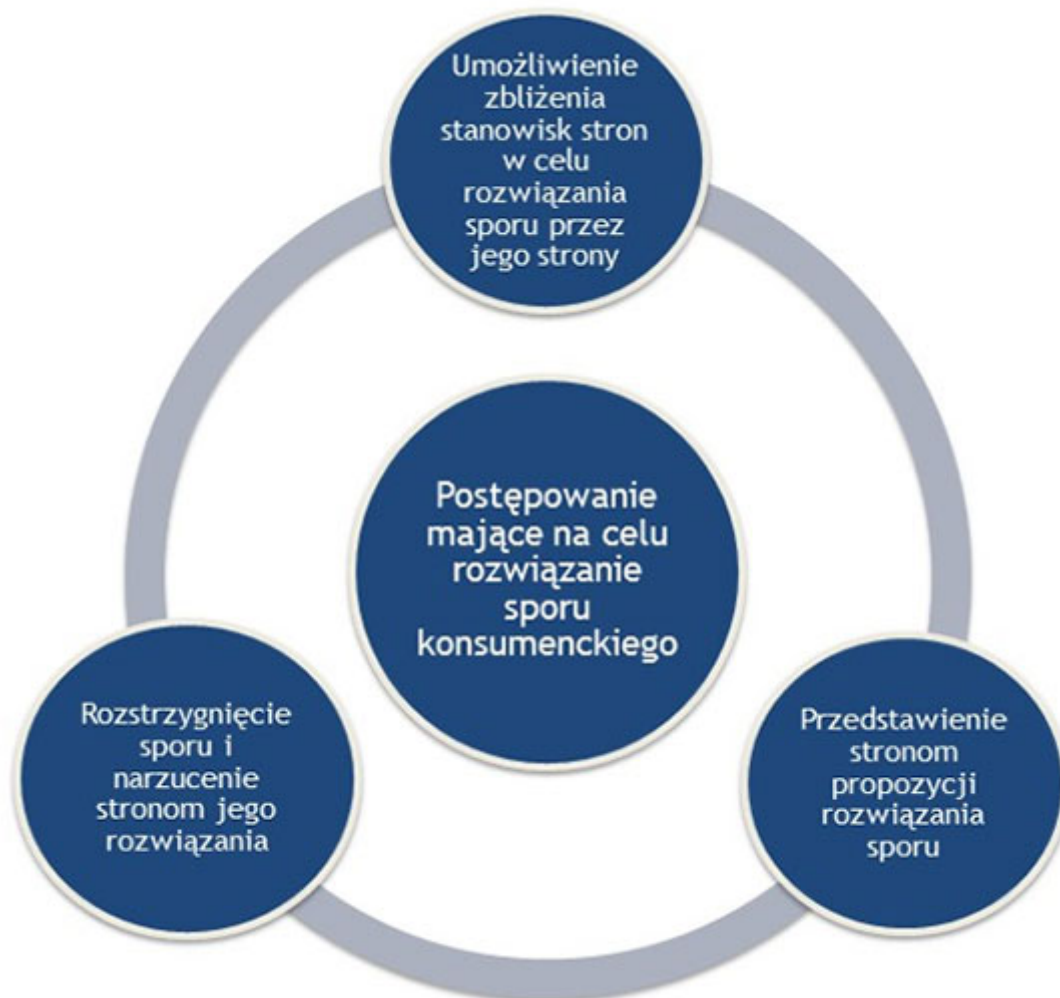 Umożliwienie
zbliżenia
stanowisk stron
w celu
rozwiązania
sporu przez
jego strony
Postępowanie
mające na celu
rozwiązanie
sporu
konsumenckiego
Rozstrzygnięcie
sporu i
narzucenie
stronom jego
rozwiązania
Przedstawienie
stronom
propozycji
rozwiązania
sporu